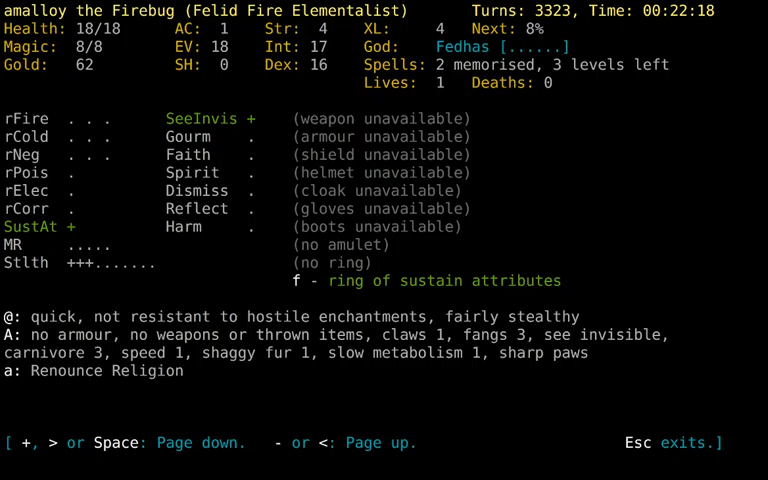 amalloy the Firebug (Felid Fire Elementalist) Turns: 3323, Time: 00:22:18
Health: 18/18 AC: 1 Str: 4 XL: 4 Next: 8%
Magic: 8/8 EV: 18 Int: 17 God: Fedhas [......]
Gold: 62 SH: 0 Dex: 16 Spells: 2 memorised, 3 levels left
Lives: 1 Deaths: 0
rFire . . . SeeInvis + (weapon unavailable)
rCold . . . Gourm . (armour unavailable)
rNeg . . . Faith . (shield unavailable)
rPois . Spirit . (helmet unavailable)
rElec . Dismiss . (cloak unavailable)
rCorr . Reflect . (gloves unavailable)
SustAt + Harm . (boots unavailable)
MR ..... (no amulet)
Stlth +++....... (no ring)
f - ring of sustain attributes
@: quick, not resistant to hostile enchantments, fairly stealthy
A: no armour, no weapons or thrown items, claws 1, fangs 3, see invisible,
carnivore 3, speed 1, shaggy fur 1, slow metabolism 1, sharp paws
a: Renounce Religion
[ +, > or Space: Page down. - or <: Page up. Esc exits.]